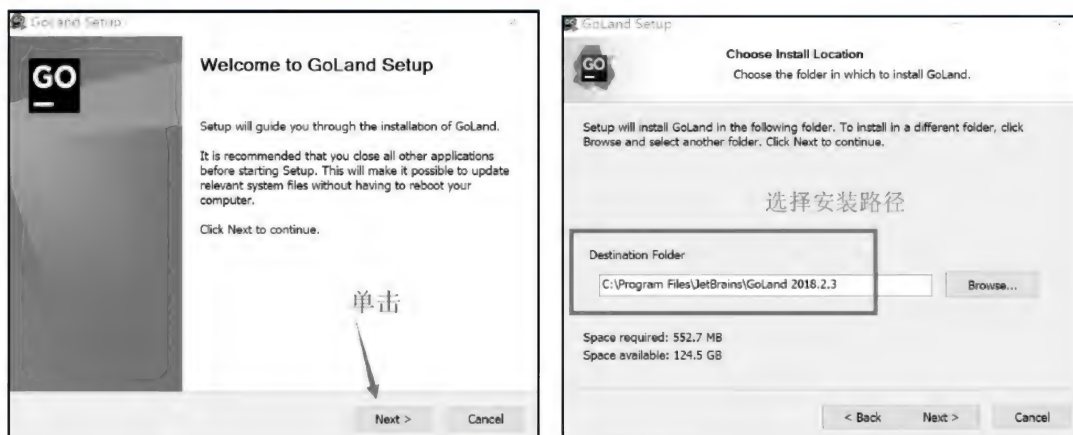 GoLand Setup
GO
Welcome to GoLand Setup
Setup will guide you through the installation of GoLand.
It is recommended that you close all other applications
before starting Setup. This will make it possible to update
relevant system files without having to reboot your
computer.
Click Next to continue.
单击
Next >
Cancel
GoLand Setup
GO
Choose Install Location
Choose the folder in which to install GoLand.
Setup will install GoLand in the following folder. To install in a different folder, click
Browse and select another folder. Click Next to continue.
选择安装路径
Destination Folder
C:\Program Files\JetBrains\GoLand 2018.2.3
Browse...
Space required: 552.7 MB
Space available: 124.5 GB
< Back
Next >
Cancel